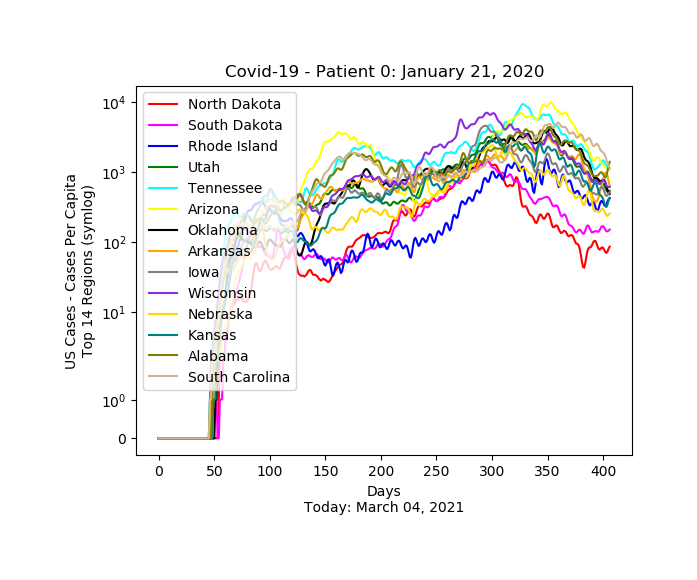 Covid-19 - Patient 0: January 21, 2020
US Cases - Cases Per Capita
Top 14 Regions (symlog)
10^4
10^3
10^2
10^1
10^0
0
North Dakota
South Dakota
Rhode Island
Utah
Tennessee
Arizona
Oklahoma
Arkansas
Iowa
Wisconsin
Nebraska
Kansas
Alabama
South Carolina
0 50 100 150 200 250 300 350 400
Days
Today: March 04, 2021